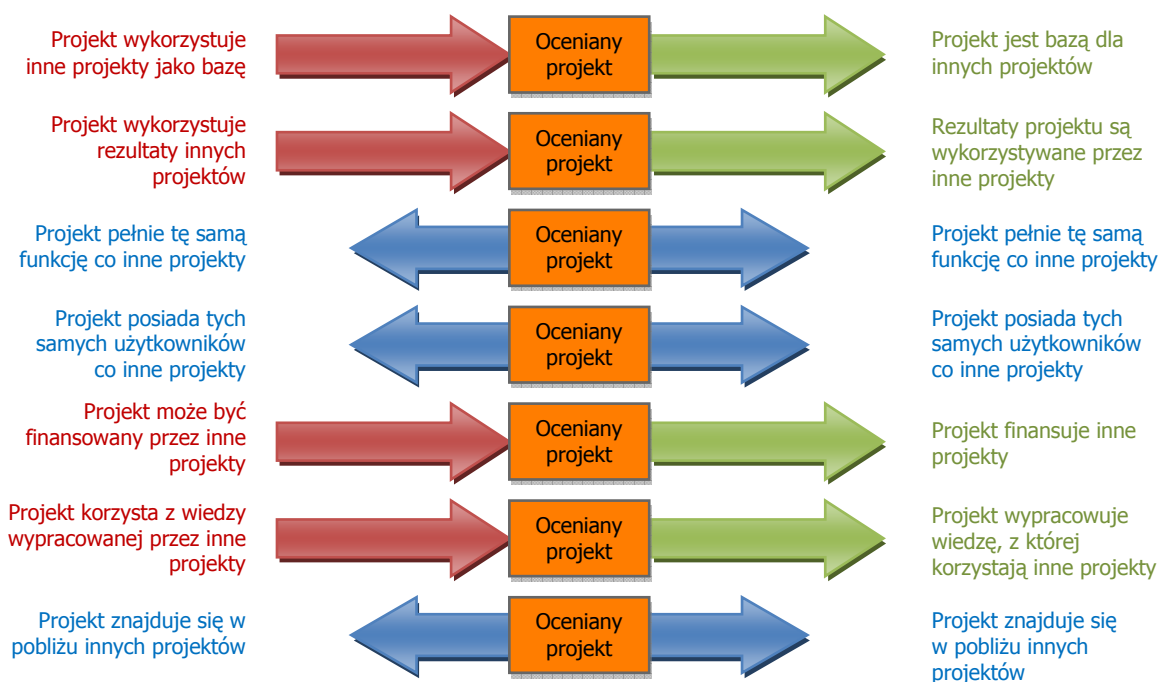 Projekt wykorzystuje
inne projekty jako bazę
Oceniany
projekt
Projekt jest bazą dla
innych projektów
Projekt wykorzystuje
rezultaty innych
projektów
Oceniany
projekt
Rezultaty projektu są
wykorzystywane przez
inne projekty
Projekt pełnie tę samą
funkcję co inne projekty
Oceniany
projekt
Projekt pełnie tę samą
funkcję co inne projekty
Projekt posiada tych
samych użytkowników
co inne projekty
Oceniany
projekt
Projekt posiada tych
samych użytkowników
co inne projekty
Projekt może być
finansowany przez inne
projekty
Oceniany
projekt
Projekt finansuje inne
projekty
Projekt korzysta z wiedzy
wypracowanej przez inne
projekty
Oceniany
projekt
Projekt wypracowuje
wiedzę, z której
korzystają inne projekty
Projekt znajduje się w
pobliżu innych projektów
Oceniany
projekt
Projekt znajduje się
w pobliżu innych
projektów